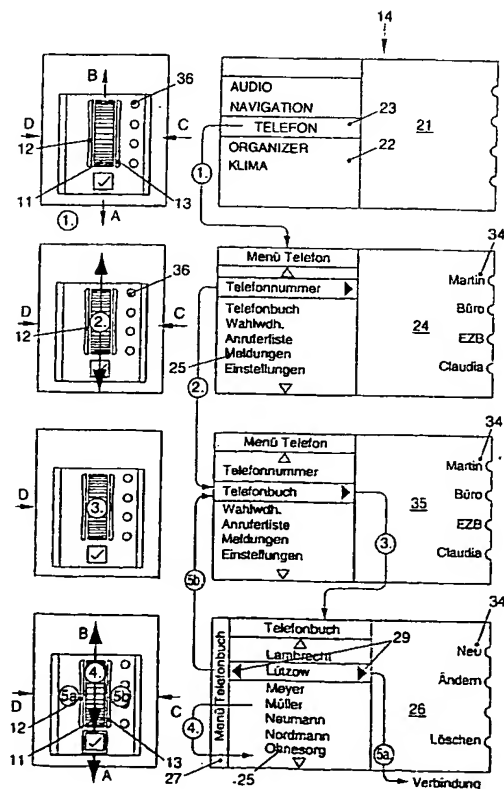 14
B
36
AUDIO
NAVIGATION
TELEFON
ORGANIZER
KLIMA
23
22
21
D
12
C
11
13
1.
A
1.
Menü Telefon
Telefonnummer
Telefonbuch
Wahlwdh.
Anruferliste
Meldungen
Einstellungen
34
Martin
Büro
24
EZB
Claudia
36
D
12
2.
C
25
2.
Menü Telefon
Telefonnummer
Telefonbuch
Wahlwdh.
Anruferliste
Meldungen
Einstellungen
34
Martin
Büro
35
EZB
Claudia
D
3.
3.
5b
Telefonbuch
Lambrecht
Lützow
Meyer
Müller
Neumann
Nordmann
Ohnesorg
Menü Telefonbuch
29
34
Neu
Ändern
26
Löschen
B
4.
D
5a
5b
12
C
11
13
A
4.
27
25
5a.
Verbindung